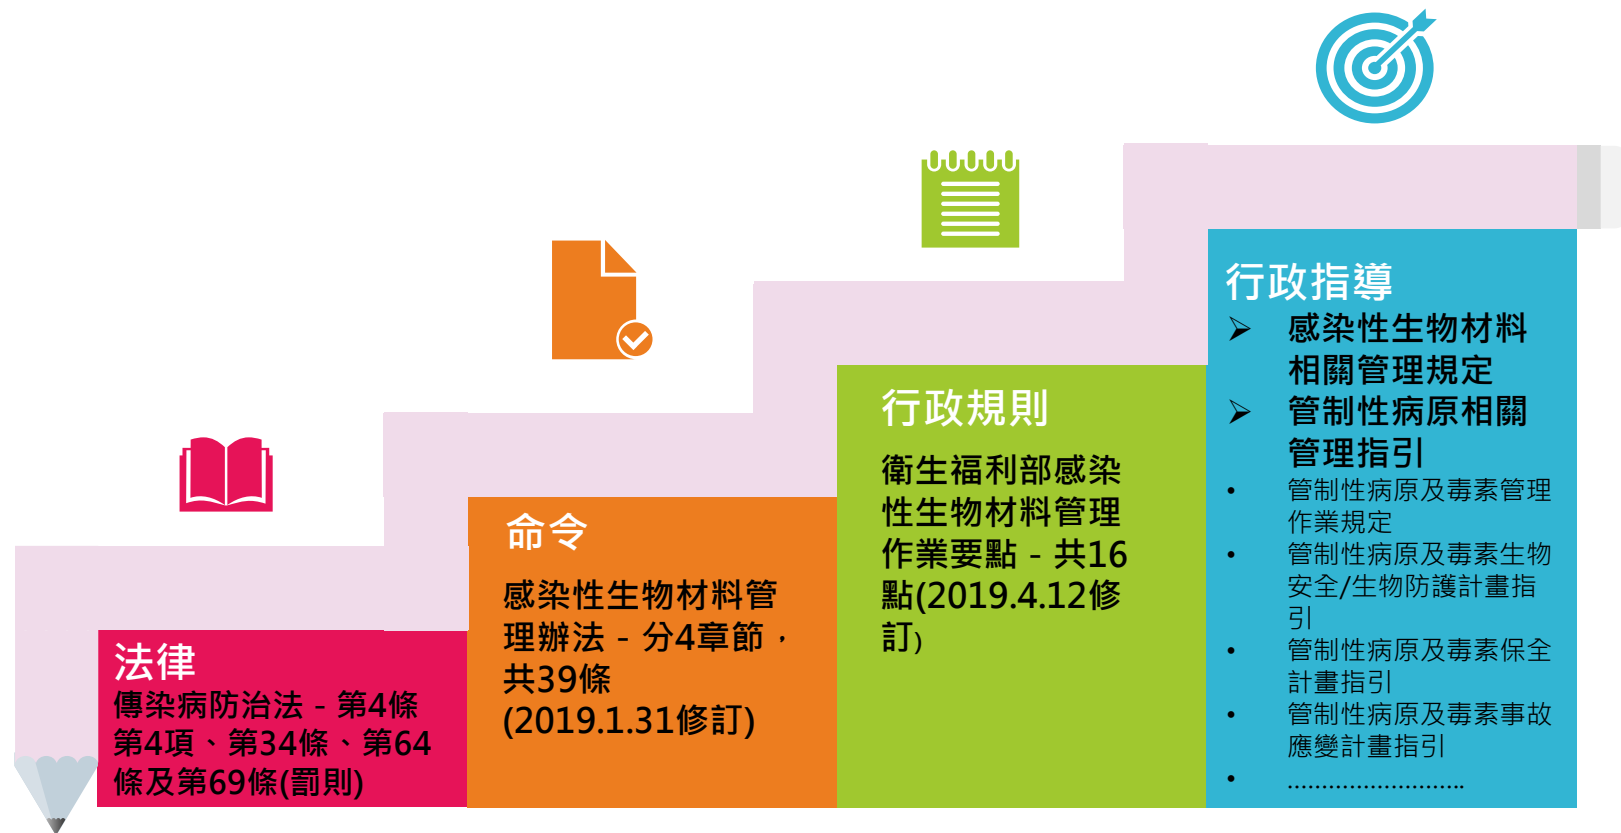 法律
傳染病防治法 - 第4條
第4項、第34條、第64
條及第69條(罰則)
命令
感染性生物材料管
理辦法 - 分4章節，
共39條
(2019.1.31修訂)
行政規則
衛生福利部感染
性生物材料管理
作業要點 - 共16
點(2019.4.12修
訂)
行政指導
➢ 感染性生物材料
相關管理規定
➢ 管制性病原相關
管理指引
• 管制性病原及毒素管理
作業規定
• 管制性病原及毒素生物
安全/生物防護計畫指
引
• 管制性病原及毒素保全
計畫指引
• 管制性病原及毒素事故
應變計畫指引
• ..........................